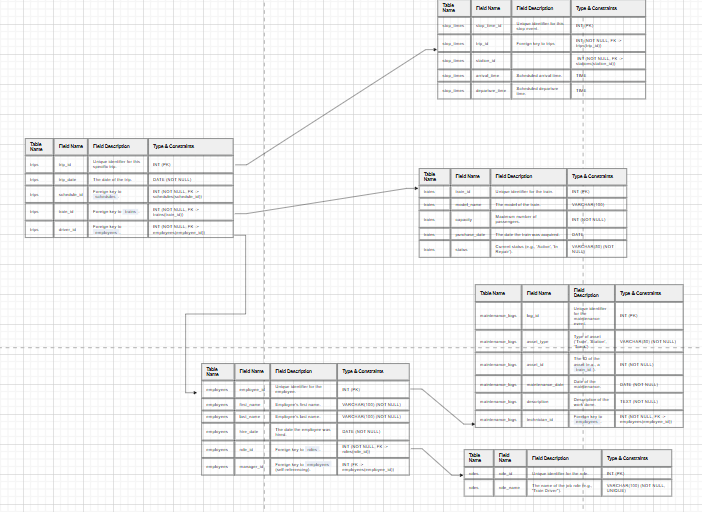 Table Name Field Name Field Description Type & Constraints
stop_times stop_time_id Unique identifier for this stop event. INT (PK)
stop_times trip_id Foreign key to trips INT (NOT NULL, FK -> trips(trip_id))
stop_times station_id INT (NOT NULL, FK -> stations(station_id))
stop_times arrival_time Scheduled arrival time TIME
stop_times departure_time Scheduled departure time. TIME
Table Name Field Name Field Description Type & Constraints
trips trip_id Unique identifier for this specific trip. INT (PK)
trips trip_date The date of the trip. DATE (NOT NULL)
trips schedule_id Foreign key to schedules. INT (NOT NULL, FK -> schedules(schedule_id))
trips train_id Foreign key to trains INT (NOT NULL, FK -> trains(train_id))
trips driver_id Foreign key to employees INT (NOT NULL, FK -> employees(employee_id))
Table Name Field Name Field Description Type & Constraints
trains train_id Unique identifier for the train. INT (PK)
trains model_name The model of the train. VARCHAR(100)
trains capacity Maximum number of passengers. INT (NOT NULL)
trains purchase_date The date the train was acquired. DATE
trains status Current status (e.g., 'Active', 'In Repair'). VARCHAR(50) (NOT NULL)
Table Name Field Name Field Description Type & Constraints
maintenance_logs log_id Unique identifier for the maintenance event. INT (PK)
maintenance_logs asset_type Type of asset ('Train', 'Station', VARCHAR(50) (NOT NULL)
maintenance_logs asset_id The ID of the asset (e.g., a train_id). INT (NOT NULL)
maintenance_logs maintenance_date Date of the maintenance. DATE (NOT NULL)
maintenance_logs description Description of the work done. TEXT (NOT NULL)
maintenance_logs technician_id Foreign key to employees. INT (NOT NULL, FK -> employees(employee_id))
Table Name Field Name Field Description Type & Constraints
employees employee_id Unique identifier for the employee. INT (PK)
employees first_name Employee's first name. VARCHAR(100) (NOT NULL)
employees last_name Employee's last name. VARCHAR(100) (NOT NULL)
employees hire_date The date the employee was hired. DATE (NOT NULL)
employees role_id Foreign key to roles INT (NOT NULL, FK -> roles(role_id))
employees manager_id Foreign key to employees (self-referencing). INT (FK -> employees(employee_id))
Table Name Field Name Field Description Type & Constraints
roles role_id Unique identifier for the role. INT (PK)
roles role_name The name of the job role (e.g., "Train Driver"). VARCHAR(100) (NOT NULL, UNIQUE)